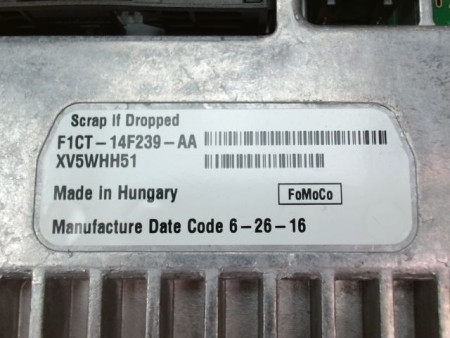 Scrap If Dropped
F1CT-14F239-AA
XV5WHH51
Made in Hungary
FoMoCo
Manufacture Date Code 6-26-16